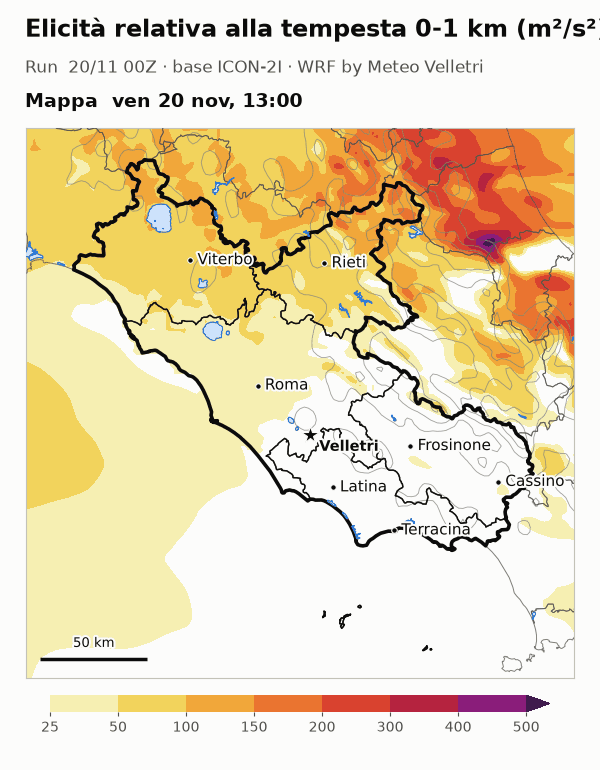 Elicità relativa alla tempesta 0-1 km (m²/s²)
Run  20/11 00Z · base ICON-2I · WRF by Meteo Velletri
Mappa  ven 20 nov, 13:00
Viterbo
Rieti
Roma
Velletri
Frosinone
Cassino
Latina
Terracina
50 km
25 50 100 150 200 300 400 500